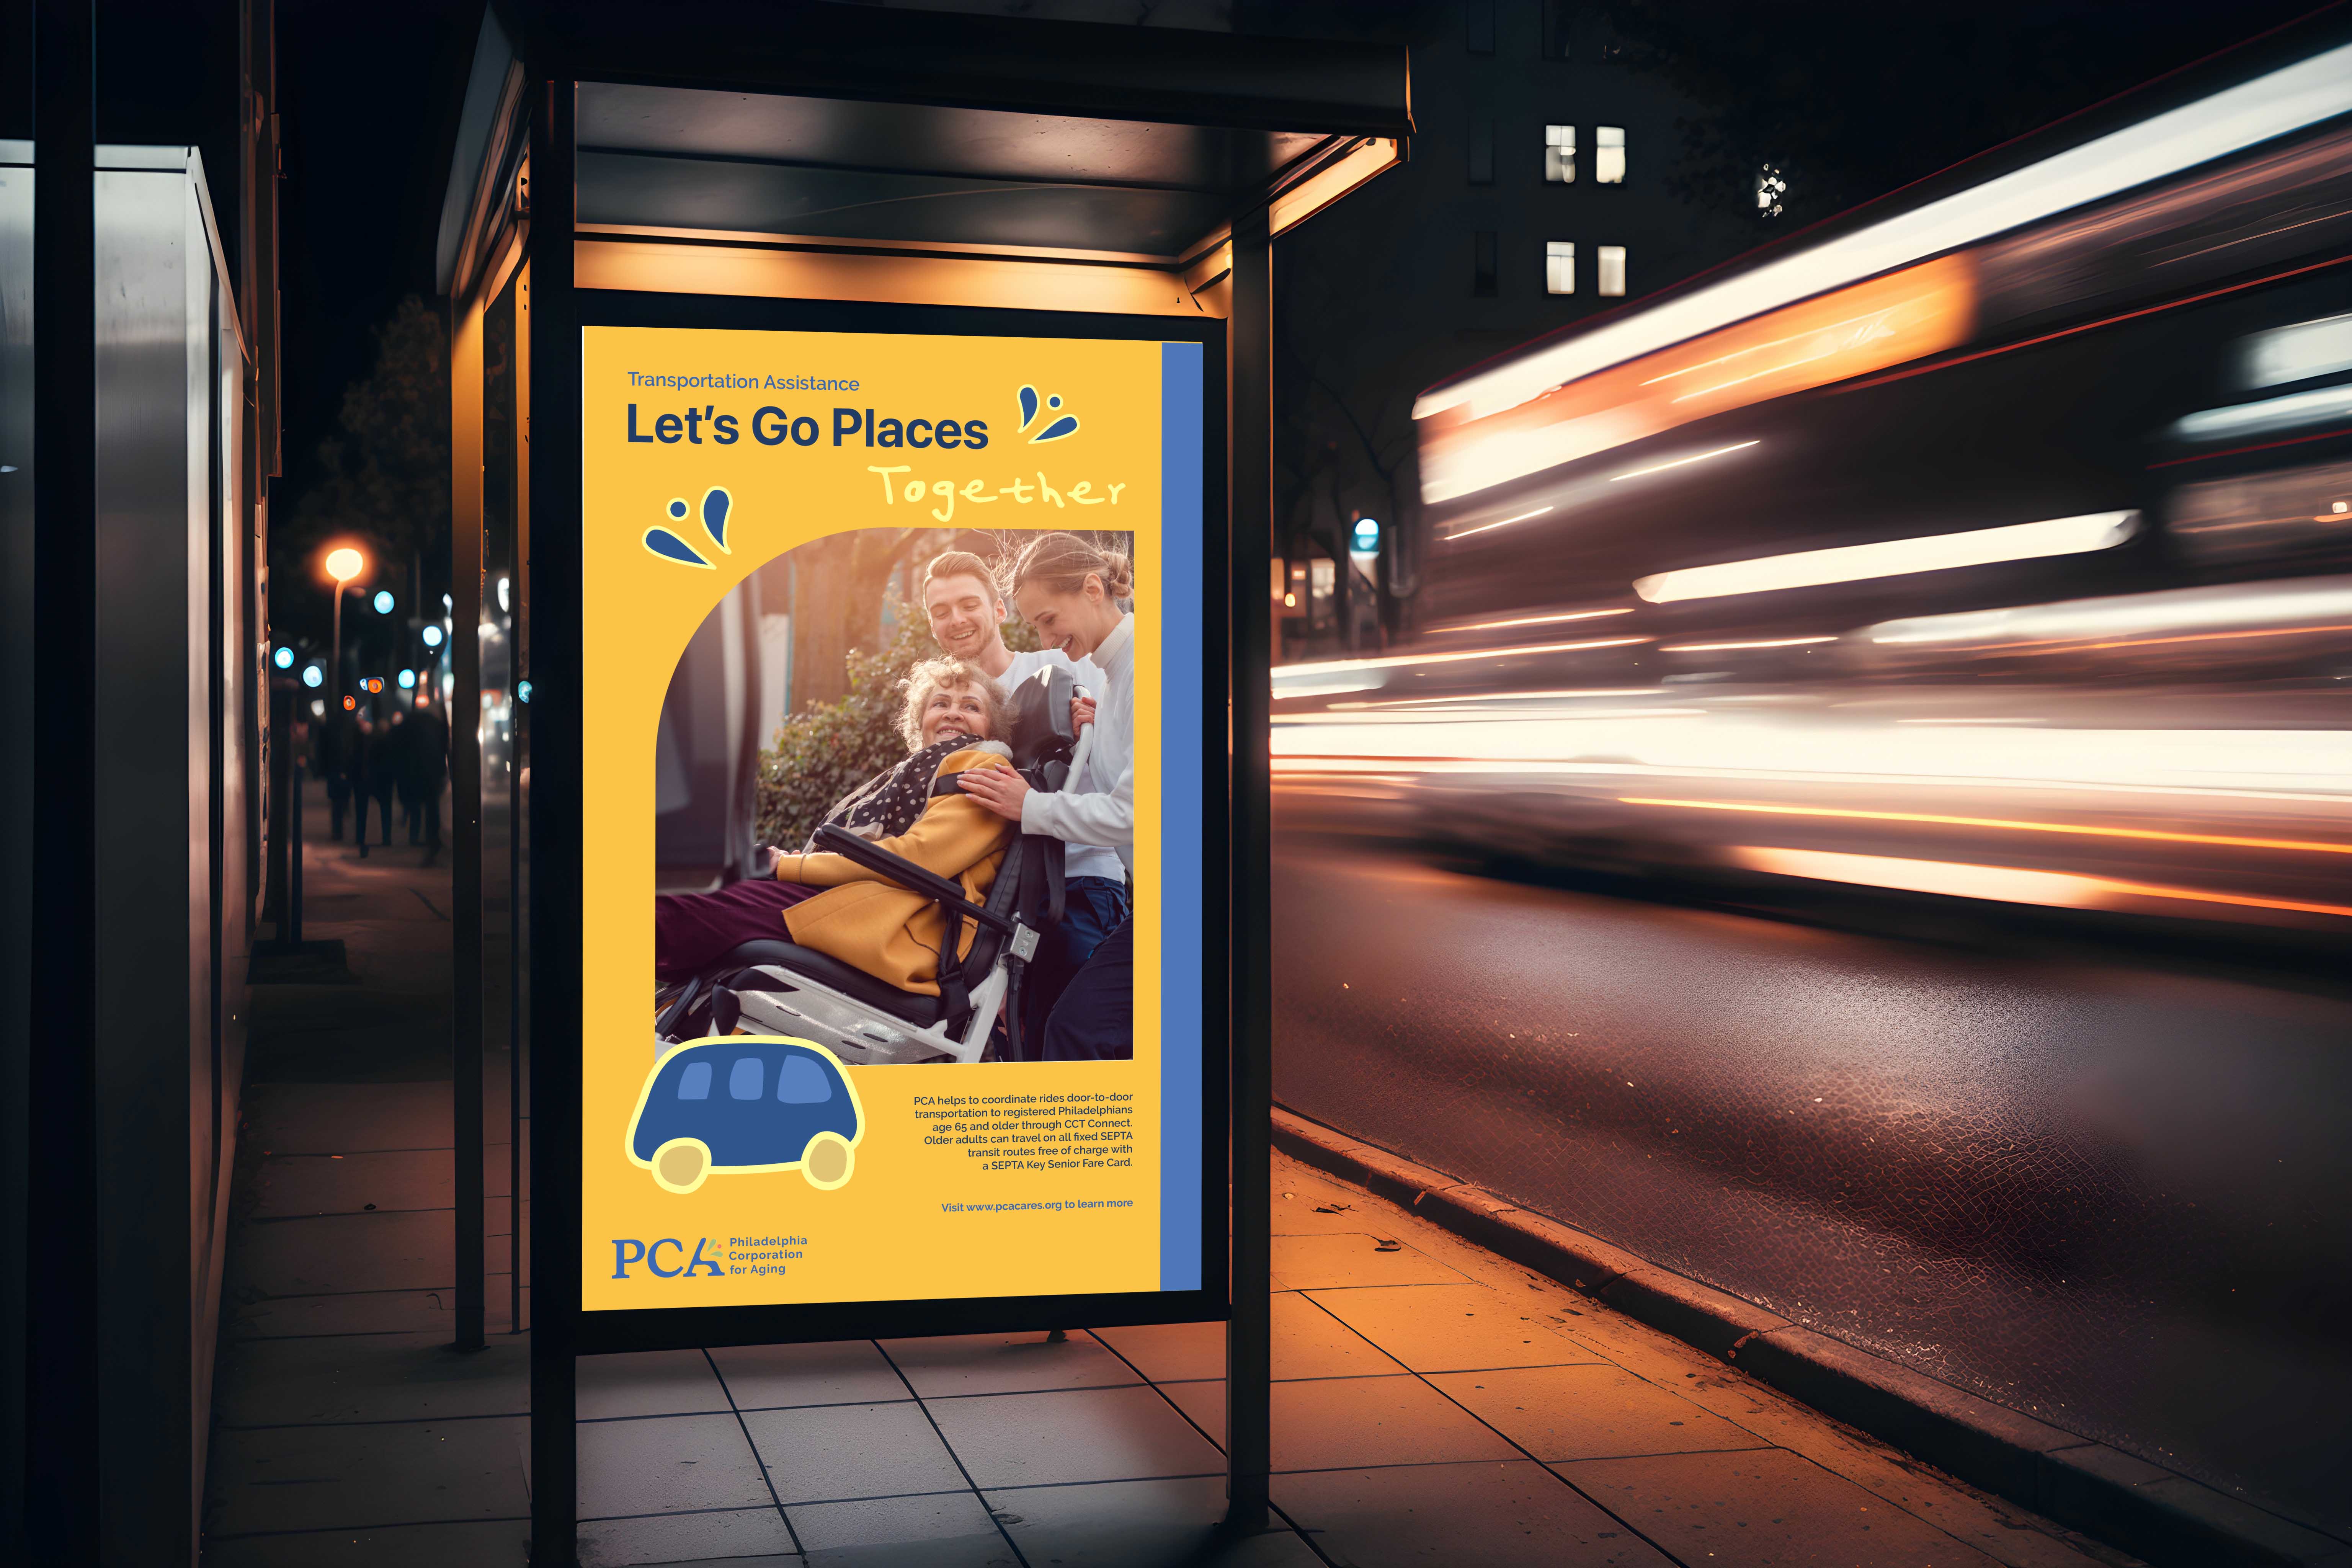 Transportation Assistance
Let's Go Places
Together
PCA helps to coordinate rides door-to-door
transportation to registered Philadelphians
age 65 and older through CCT Connect.
Older adults can travel on all fixed SEPTA
transit routes free of charge with
a SEPTA Key Senior Fare Card.
Visit www.pcacares.org to learn more
PCA
Philadelphia
Corporation
for Aging